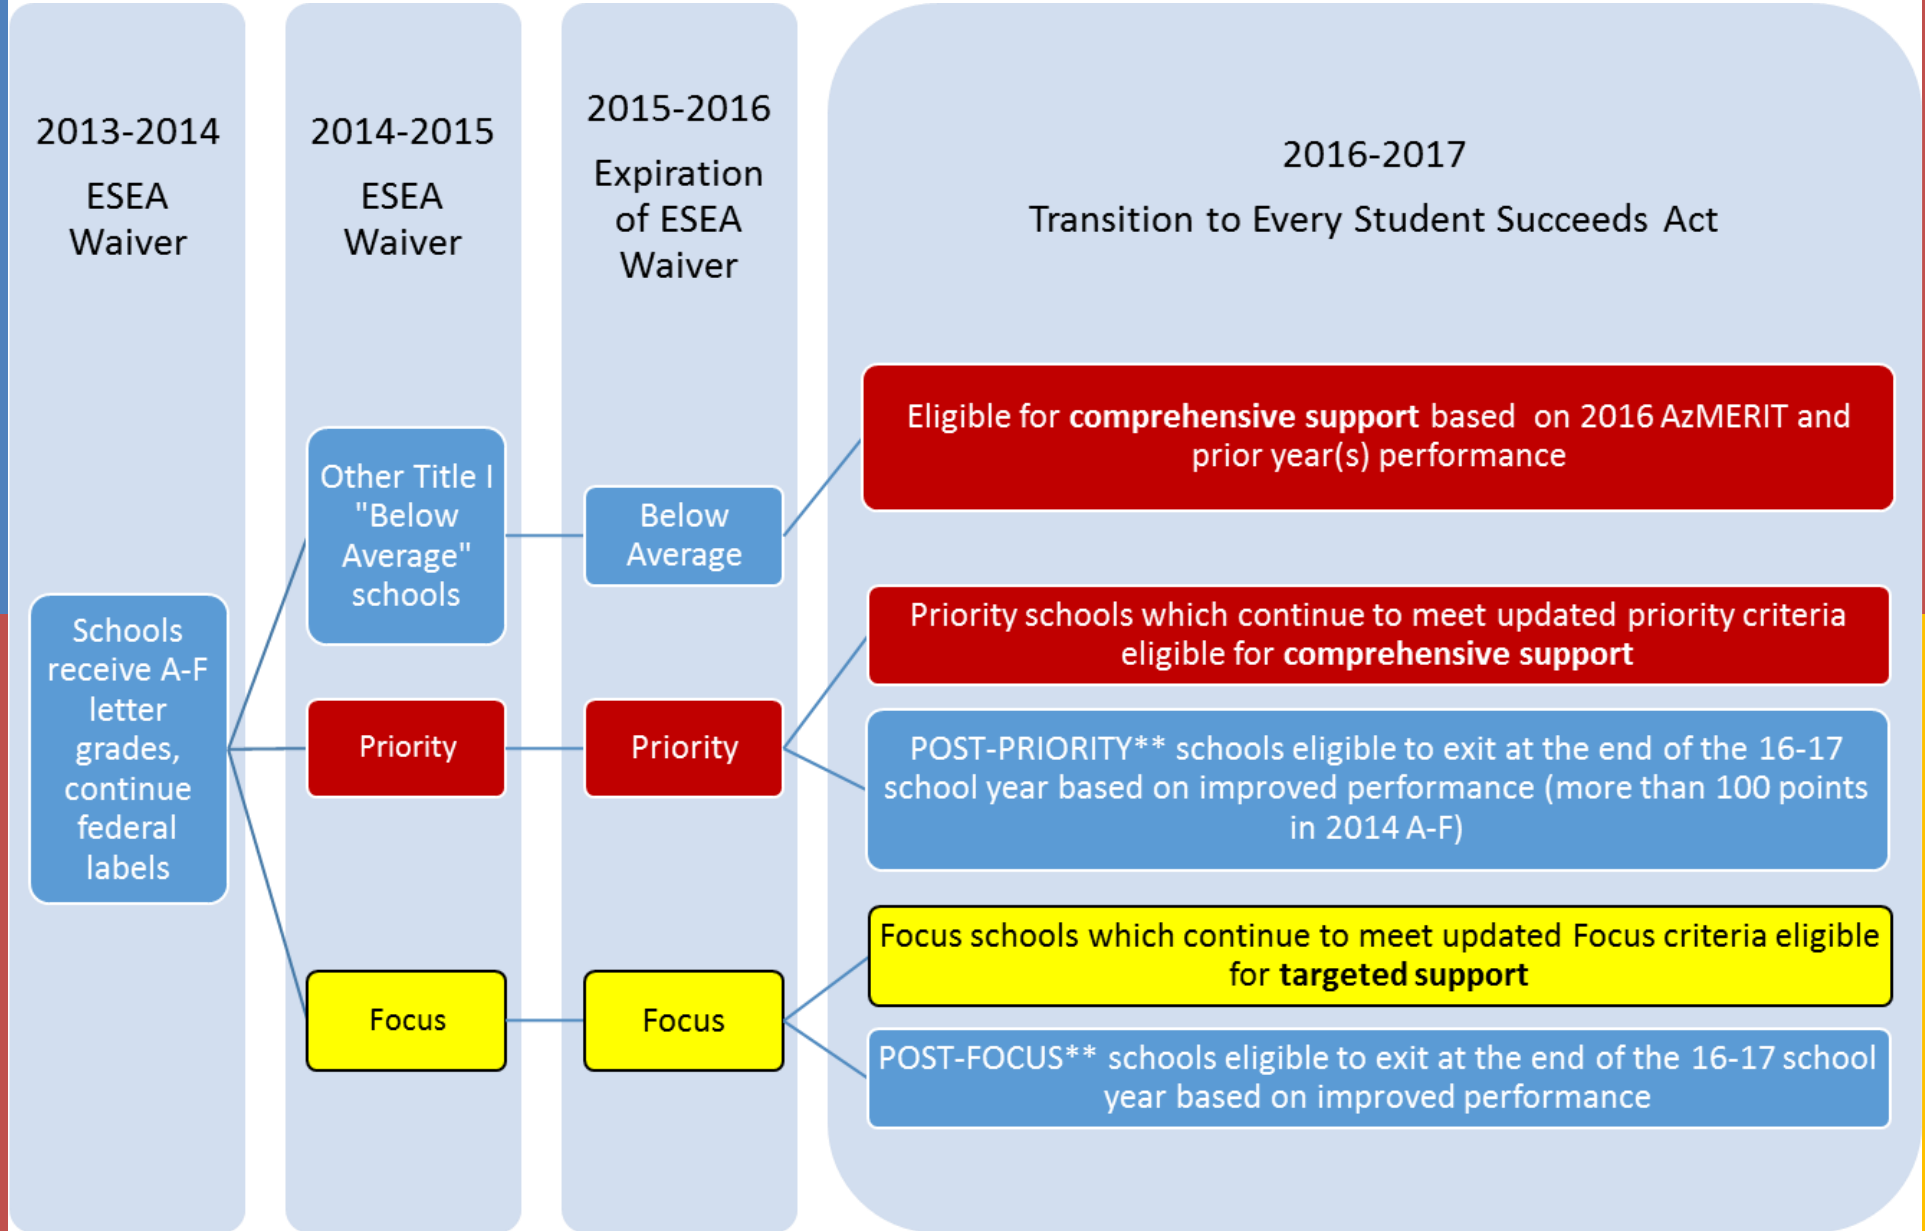 2013-2014
ESEA
Waiver
2014-2015
ESEA
Waiver
2015-2016
Expiration
of ESEA
Waiver
2016-2017
Transition to Every Student Succeeds Act
Schools
receive A-F
letter
grades,
continue
federal
labels
Other Title I
"Below
Average"
schools
Below
Average
Eligible for comprehensive support based on 2016 AzMERIT and
prior year(s) performance
Priority
Priority
Priority schools which continue to meet updated priority criteria
eligible for comprehensive support
POST-PRIORITY** schools eligible to exit at the end of the 16-17
school year based on improved performance (more than 100 points
in 2014 A-F)
Focus
Focus
Focus schools which continue to meet updated Focus criteria eligible
for targeted support
POST-FOCUS** schools eligible to exit at the end of the 16-17 school
year based on improved performance